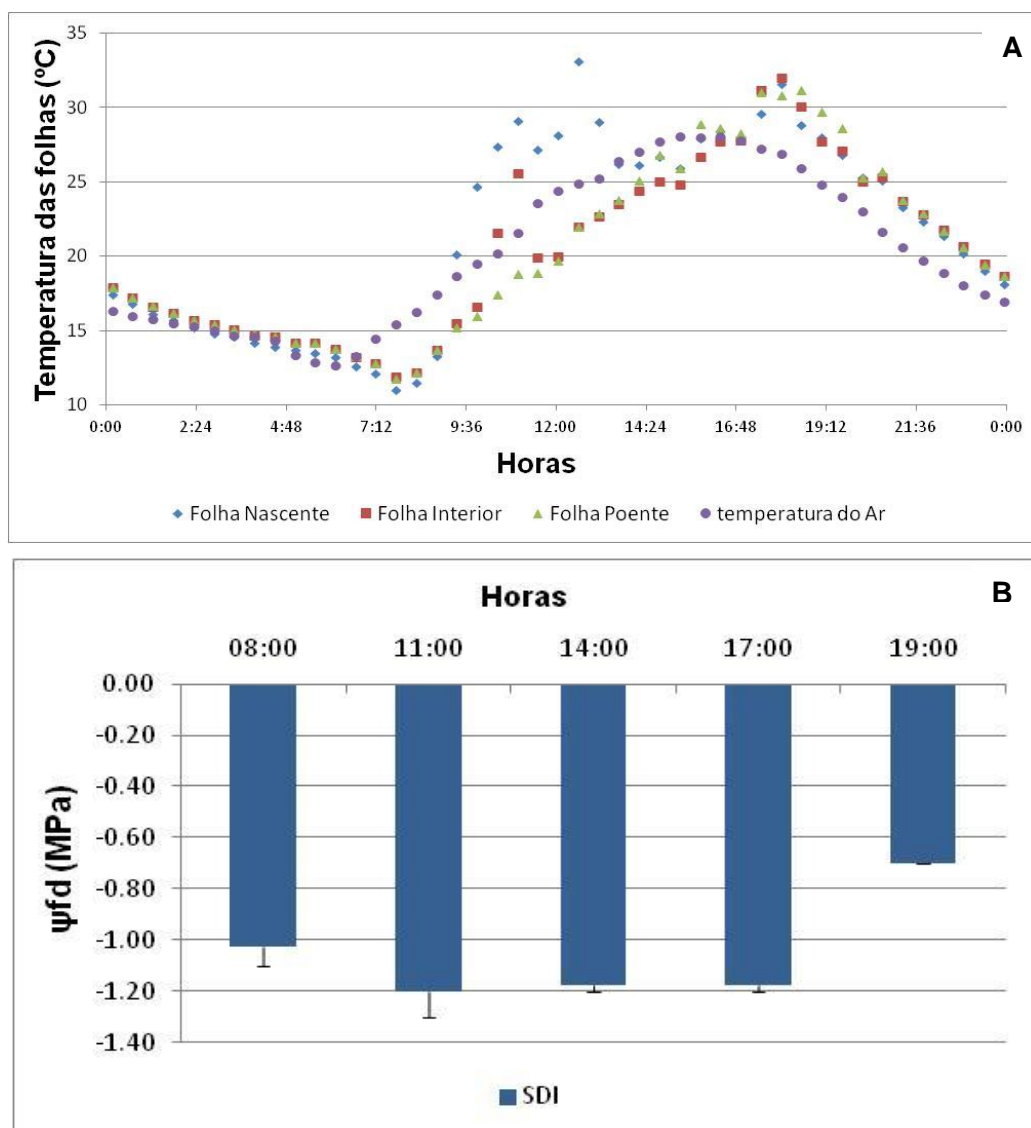 A
35
30
25
20
15
10
Temperatura das folhas (ºC)
0:00 2:24 4:48 7:12 9:36 12:00 14:24 16:48 19:12 21:36 0:00
Horas
Folha Nascente Folha Interior Folha Poente temperatura do Ar
B
Horas
08:00 11:00 14:00 17:00 19:00
0.00
-0.20
-0.40
-0.60
-0.80
-1.00
-1.20
-1.40
Ψfd (MPa)
SDI